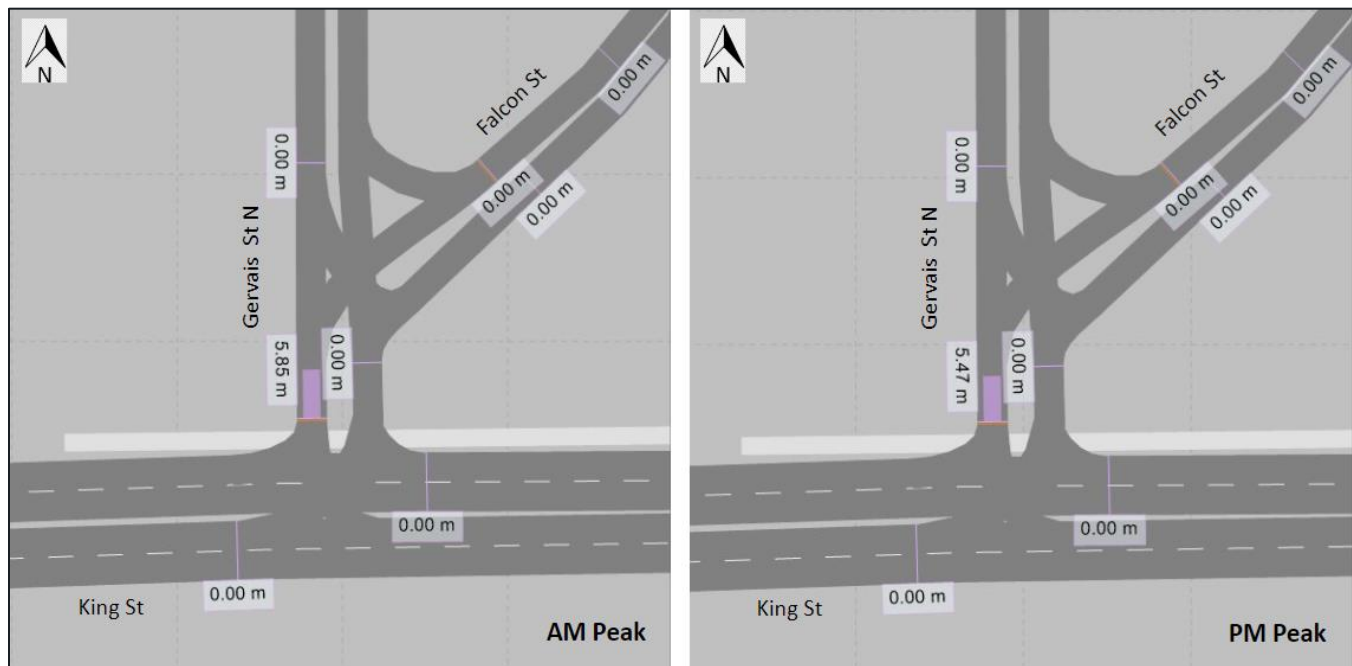 N
Falcon St
0.00 m
0.00 m
0.00 m
0.00 m
Gervais St N
5.85 m
0.00 m
0.00 m
0.00 m
King St
AM Peak
N
Falcon St
0.00 m
0.00 m
0.00 m
0.00 m
Gervais St N
5.47 m
0.00 m
0.00 m
0.00 m
King St
PM Peak